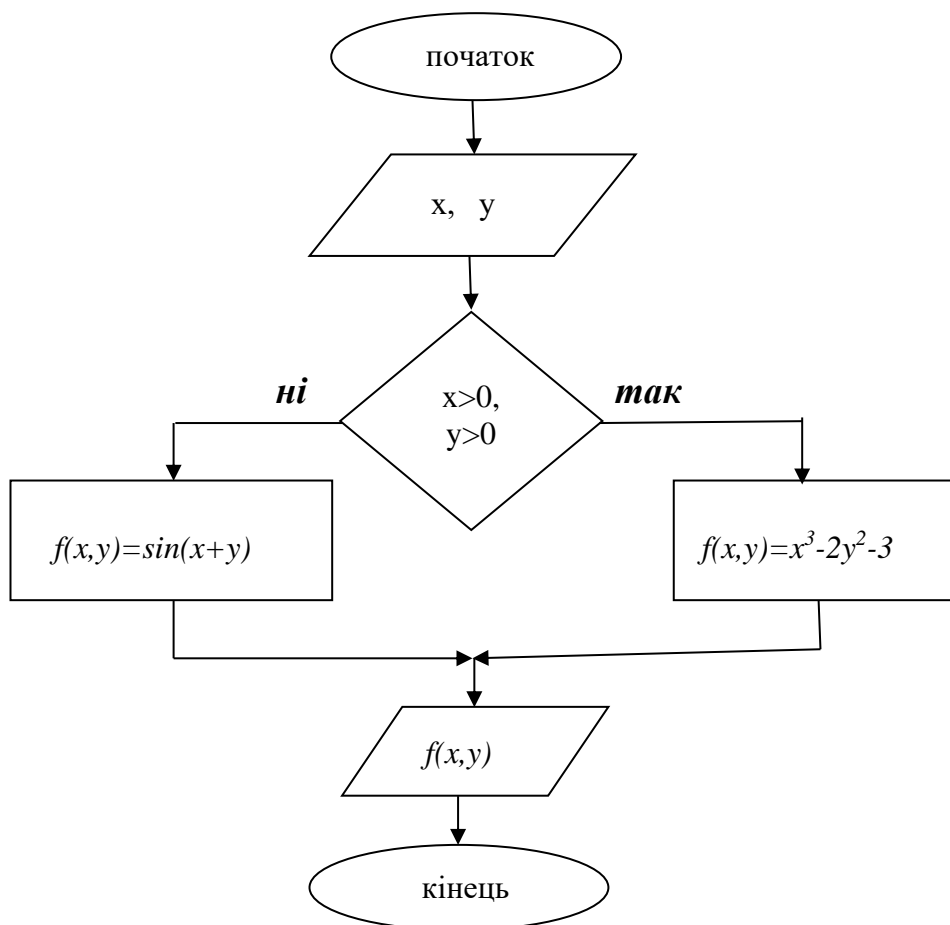 початок
x, y
ні
x>0,
y>0
так
f(x,y)=sin(x+y)
f(x,y)=x³-2y²-3
f(x,y)
кінець